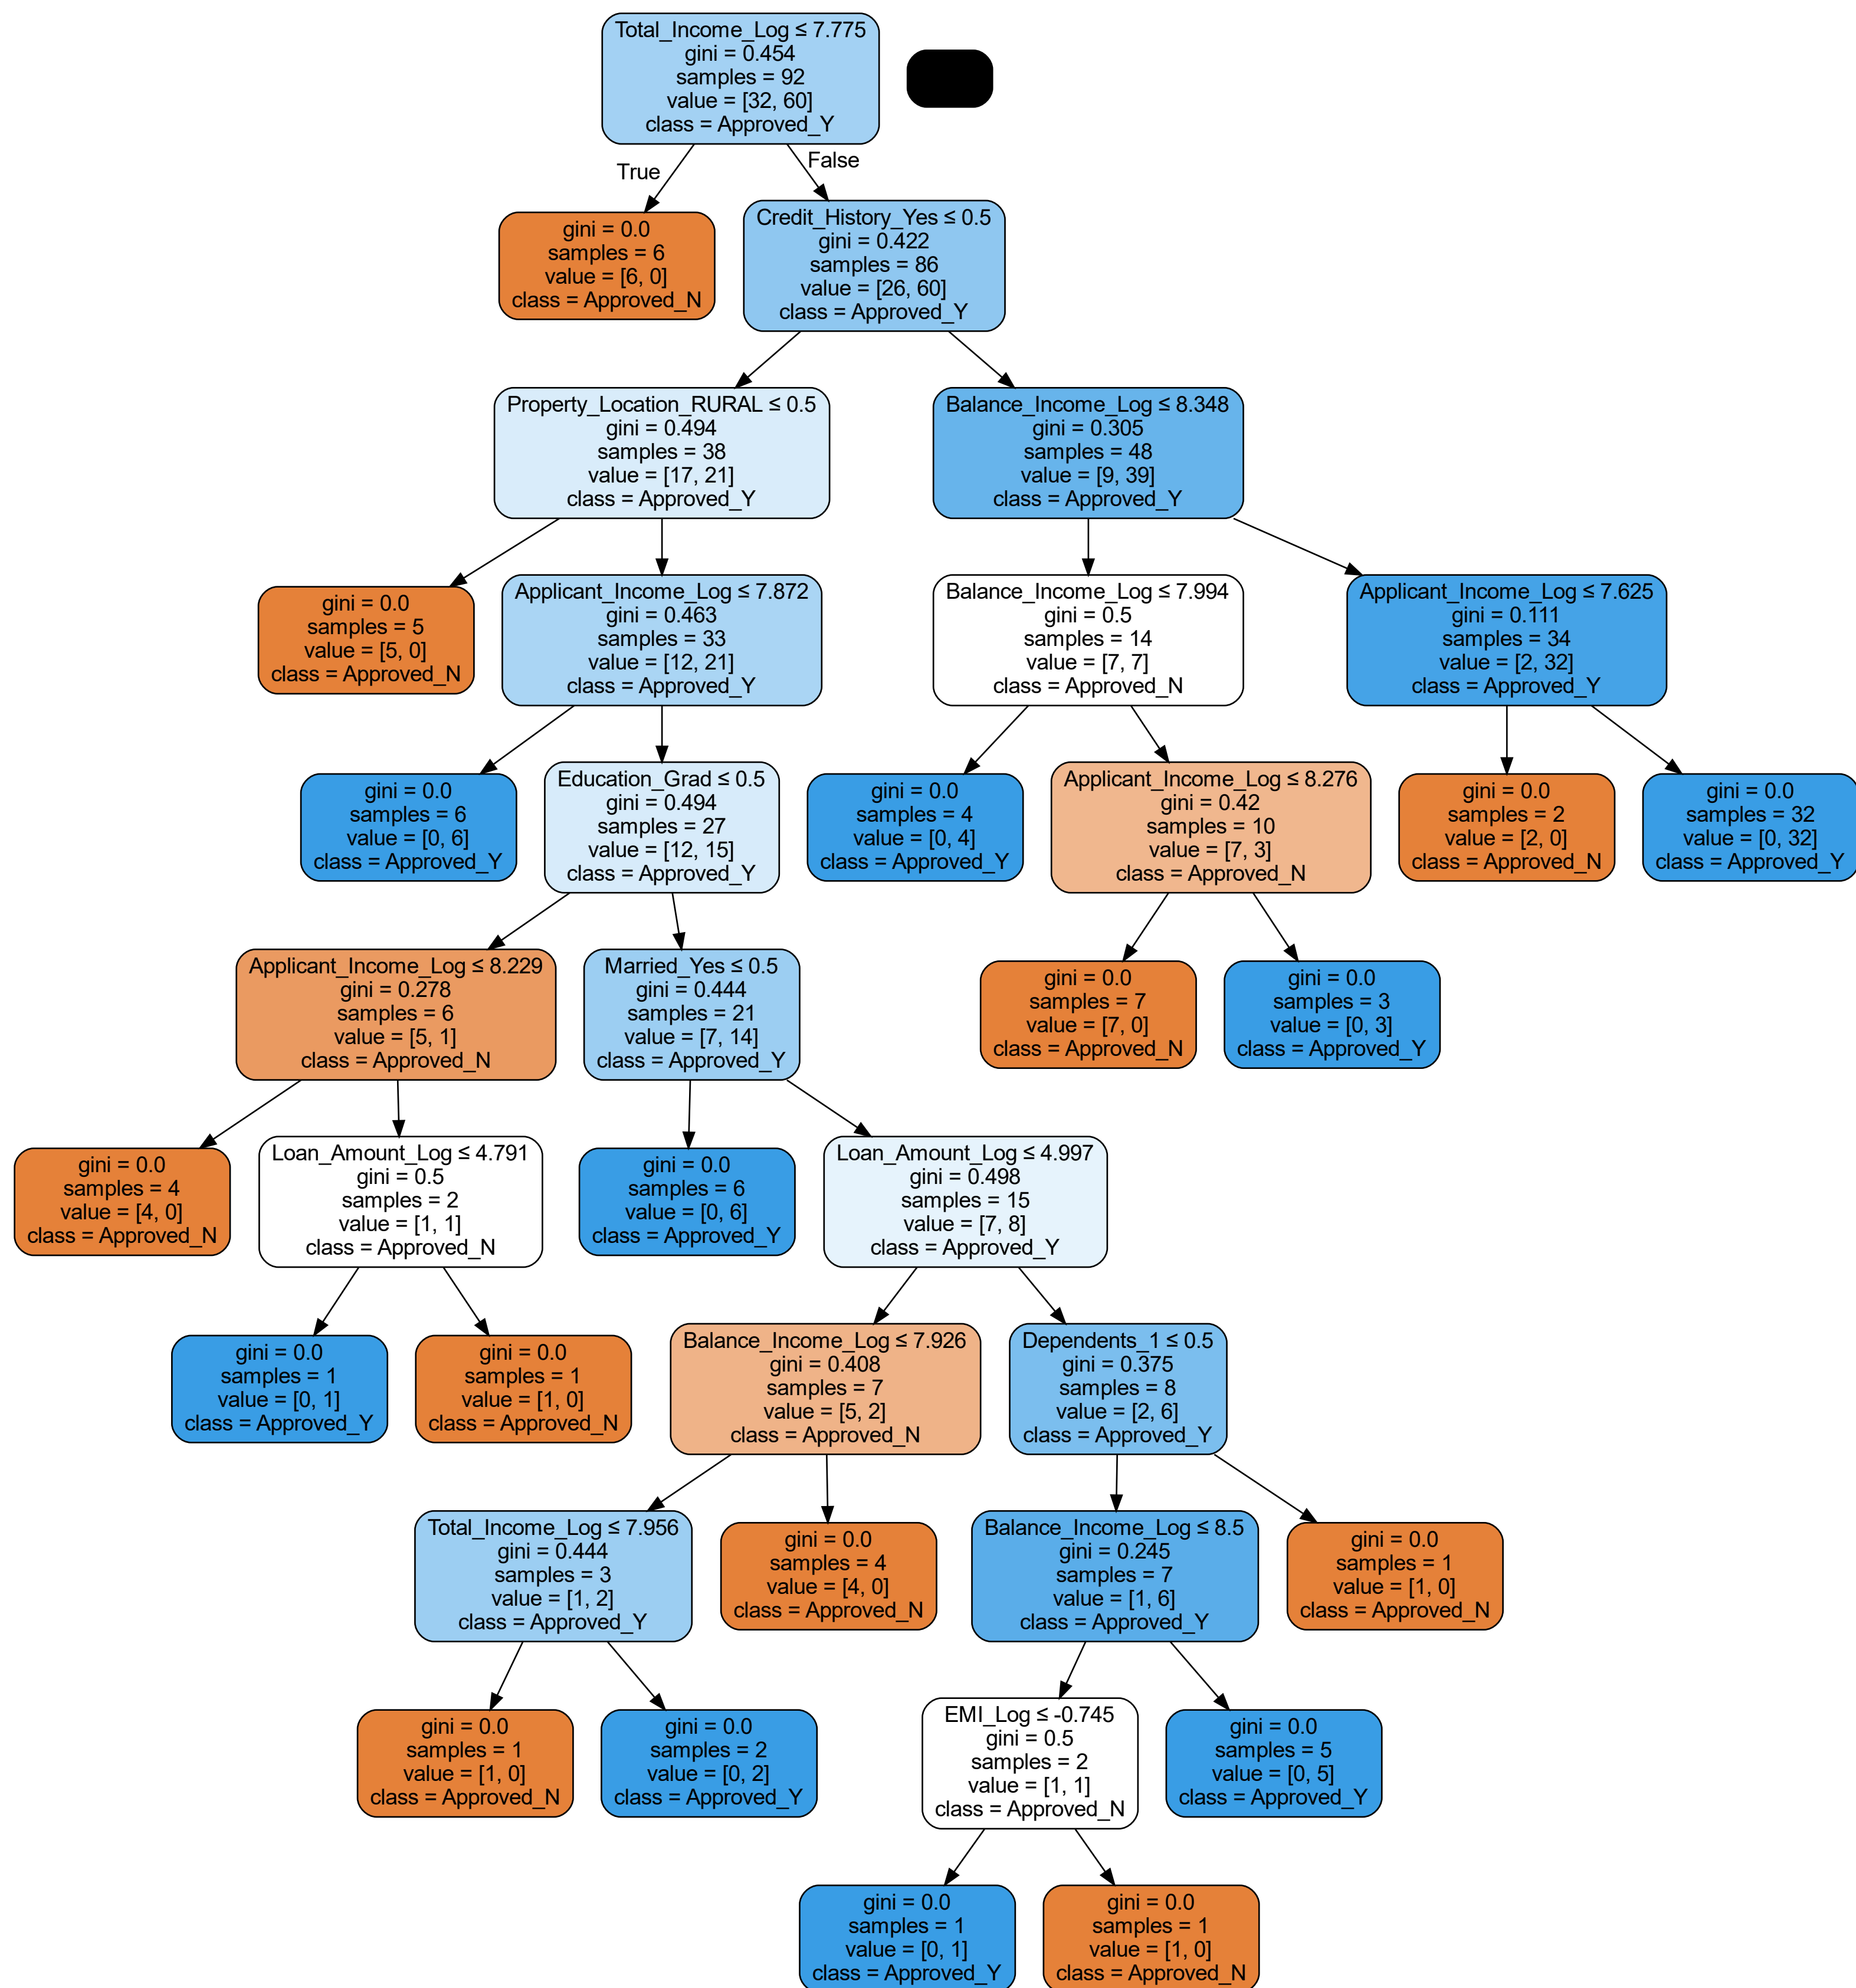 Total_Income_Log ≤ 7.775
gini = 0.454
samples = 92
value = [32, 60]
class = Approved_Y
True
False
gini = 0.0
samples = 6
value = [6, 0]
class = Approved_N
Credit_History_Yes ≤ 0.5
gini = 0.422
samples = 86
value = [26, 60]
class = Approved_Y
Property_Location_RURAL ≤ 0.5
gini = 0.494
samples = 38
value = [17, 21]
class = Approved_Y
Balance_Income_Log ≤ 8.348
gini = 0.305
samples = 48
value = [9, 39]
class = Approved_Y
gini = 0.0
samples = 5
value = [5, 0]
class = Approved_N
Applicant_Income_Log ≤ 7.872
gini = 0.463
samples = 33
value = [12, 21]
class = Approved_Y
Balance_Income_Log ≤ 7.994
gini = 0.5
samples = 14
value = [7, 7]
class = Approved_N
Applicant_Income_Log ≤ 7.625
gini = 0.111
samples = 34
value = [2, 32]
class = Approved_Y
gini = 0.0
samples = 6
value = [0, 6]
class = Approved_Y
Education_Grad ≤ 0.5
gini = 0.494
samples = 27
value = [12, 15]
class = Approved_Y
gini = 0.0
samples = 4
value = [0, 4]
class = Approved_Y
Applicant_Income_Log ≤ 8.276
gini = 0.42
samples = 10
value = [7, 3]
class = Approved_N
gini = 0.0
samples = 2
value = [2, 0]
class = Approved_N
gini = 0.0
samples = 32
value = [0, 32]
class = Approved_Y
Applicant_Income_Log ≤ 8.229
gini = 0.278
samples = 6
value = [5, 1]
class = Approved_N
Married_Yes ≤ 0.5
gini = 0.444
samples = 21
value = [7, 14]
class = Approved_Y
gini = 0.0
samples = 7
value = [7, 0]
class = Approved_N
gini = 0.0
samples = 3
value = [0, 3]
class = Approved_Y
gini = 0.0
samples = 4
value = [4, 0]
class = Approved_N
Loan_Amount_Log ≤ 4.791
gini = 0.5
samples = 2
value = [1, 1]
class = Approved_N
gini = 0.0
samples = 6
value = [0, 6]
class = Approved_Y
Loan_Amount_Log ≤ 4.997
gini = 0.498
samples = 15
value = [7, 8]
class = Approved_Y
gini = 0.0
samples = 1
value = [0, 1]
class = Approved_Y
gini = 0.0
samples = 1
value = [1, 0]
class = Approved_N
Balance_Income_Log ≤ 7.926
gini = 0.408
samples = 7
value = [5, 2]
class = Approved_N
Dependents_1 ≤ 0.5
gini = 0.375
samples = 8
value = [2, 6]
class = Approved_Y
Total_Income_Log ≤ 7.956
gini = 0.444
samples = 3
value = [1, 2]
class = Approved_Y
gini = 0.0
samples = 4
value = [4, 0]
class = Approved_N
Balance_Income_Log ≤ 8.5
gini = 0.245
samples = 7
value = [1, 6]
class = Approved_Y
gini = 0.0
samples = 1
value = [1, 0]
class = Approved_N
gini = 0.0
samples = 1
value = [1, 0]
class = Approved_N
gini = 0.0
samples = 2
value = [0, 2]
class = Approved_Y
EMI_Log ≤ -0.745
gini = 0.5
samples = 2
value = [1, 1]
class = Approved_N
gini = 0.0
samples = 5
value = [0, 5]
class = Approved_Y
gini = 0.0
samples = 1
value = [0, 1]
class = Approved_Y
gini = 0.0
samples = 1
value = [1, 0]
class = Approved_N